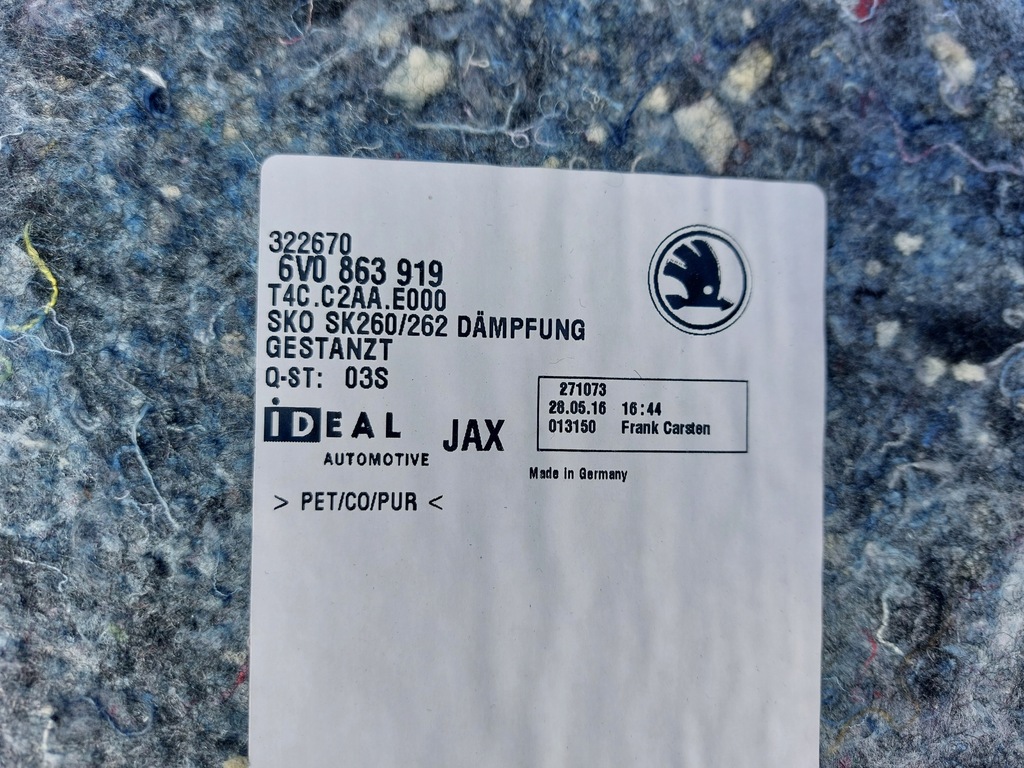 322670
6V0 863 919
T4C.C2AA.E000
SKO SK260/262 DÄMPFUNG
GESTANZT
Q-ST: 03S
iDEAL
AUTOMOTIVE
JAX
271073
28.05.16 16:44
013150 Frank Carsten
Made in Germany
> PET/CO/PUR <